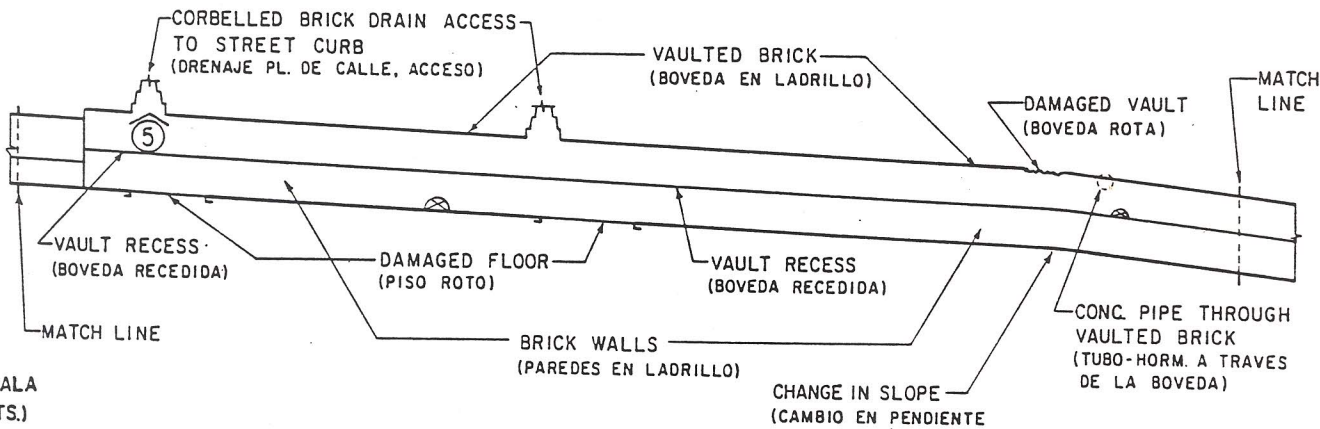 CORBELLED BRICK DRAIN ACCESS
TO STREET CURB
(DRENAJE PL. DE CALLE, ACCESO)
VAULTED BRICK
(BOVEDA EN LADRILLO)
MATCH
LINE
DAMAGED VAULT
(BOVEDA ROTA)
5
VAULT RECESS
(BOVEDA RECEDIDA)
DAMAGED FLOOR
(PISO ROTO)
VAULT RECESS
(BOVEDA RECEDIDA)
MATCH LINE
BRICK WALLS
(PAREDES EN LADRILLO)
CONC. PIPE THROUGH
VAULTED BRICK
(TUBO-HORM. A TRAVES
DE LA BOVEDA)
CHANGE IN SLOPE
(CAMBIO EN PENDIENTE
ALA
TS.)